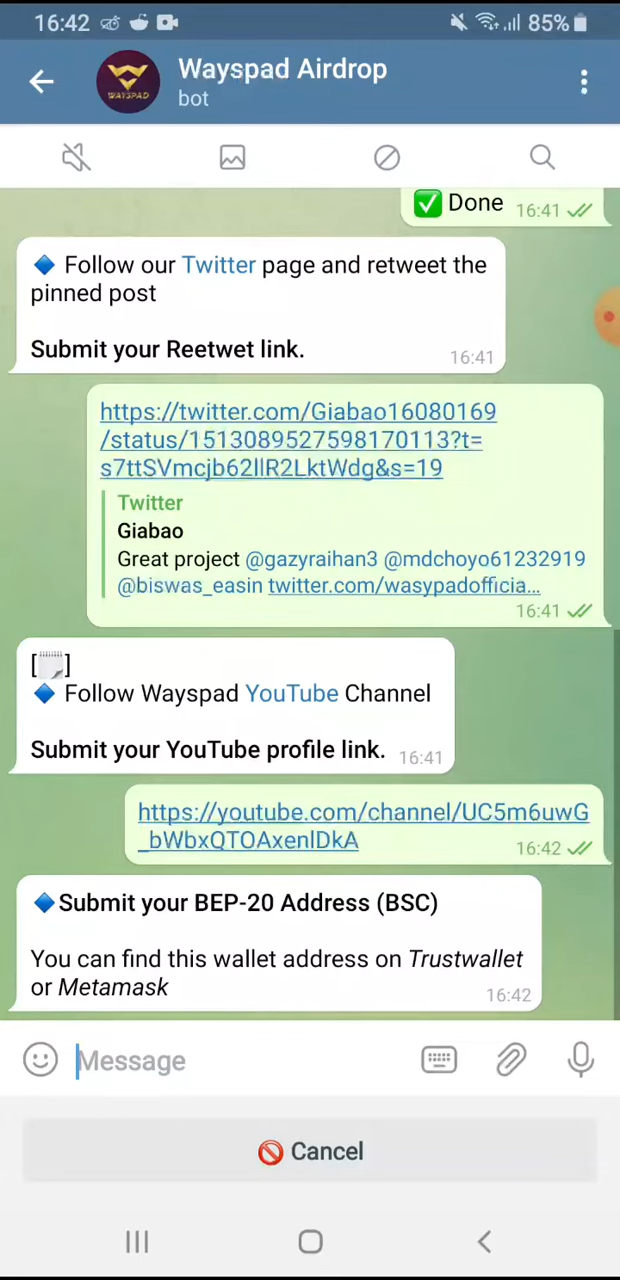 16:42
85%
Wayspad Airdrop
bot
WAYSPAD
✅ Done 16:41
🔹 Follow our Twitter page and retweet the
pinned post
Submit your Reetwet link. 16:41
https://twitter.com/Giabao16080169
/status/1513089527598170113?t=
s7ttSVmcjb62llR2LktWdg&s=19
Twitter
Giabao
Great project @gazyraihan3 @mdchoyo61232919
@biswas_easin twitter.com/wasypadofficia...
16:41
[🗒]
🔹 Follow Wayspad YouTube Channel
Submit your YouTube profile link. 16:41
https://youtube.com/channel/UC5m6uwG
_bWbxQTOAxenlDkA 16:42
🔹Submit your BEP-20 Address (BSC)
You can find this wallet address on Trustwallet
or Metamask 16:42
Message
🚫 Cancel